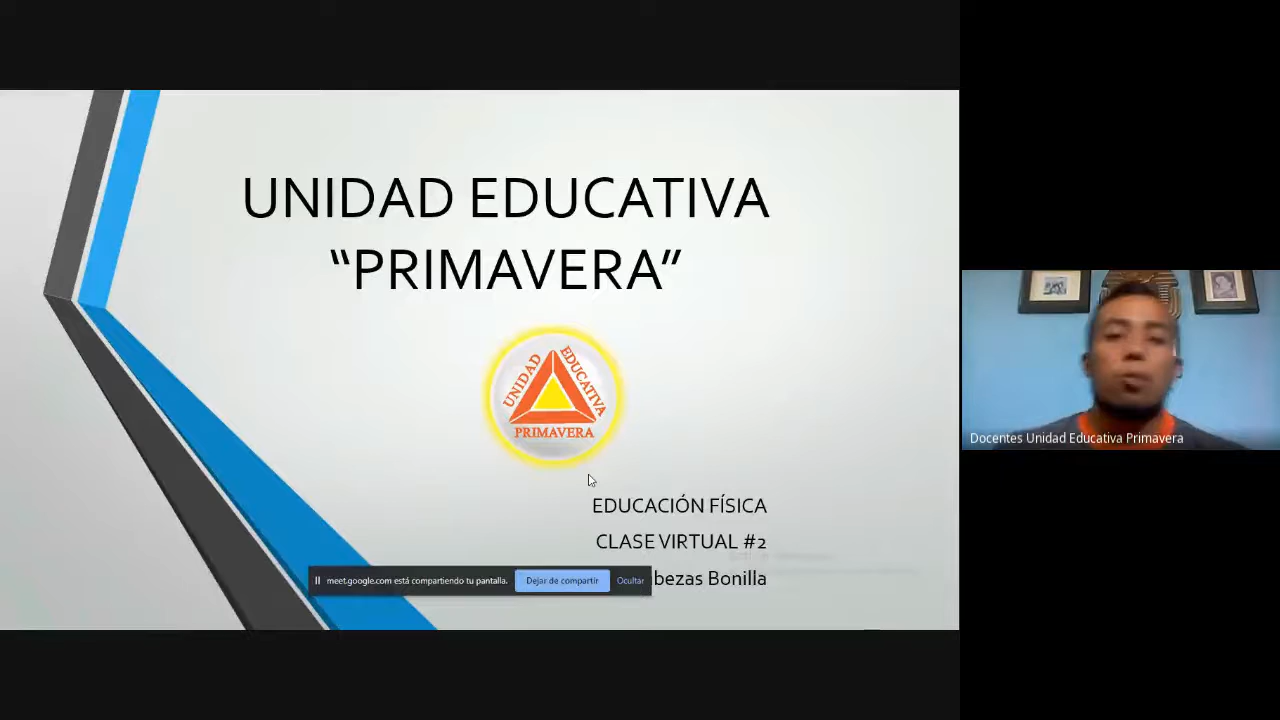 UNIDAD EDUCATIVA
“PRIMAVERA”
UNIDAD
EDUCATIVA
PRIMAVERA
EDUCACIÓN FÍSICA
CLASE VIRTUAL #2
bezas Bonilla
meet.google.com está compartiendo tu pantalla.
Dejar de compartir
Ocultar
Docentes Unidad Educativa Primavera